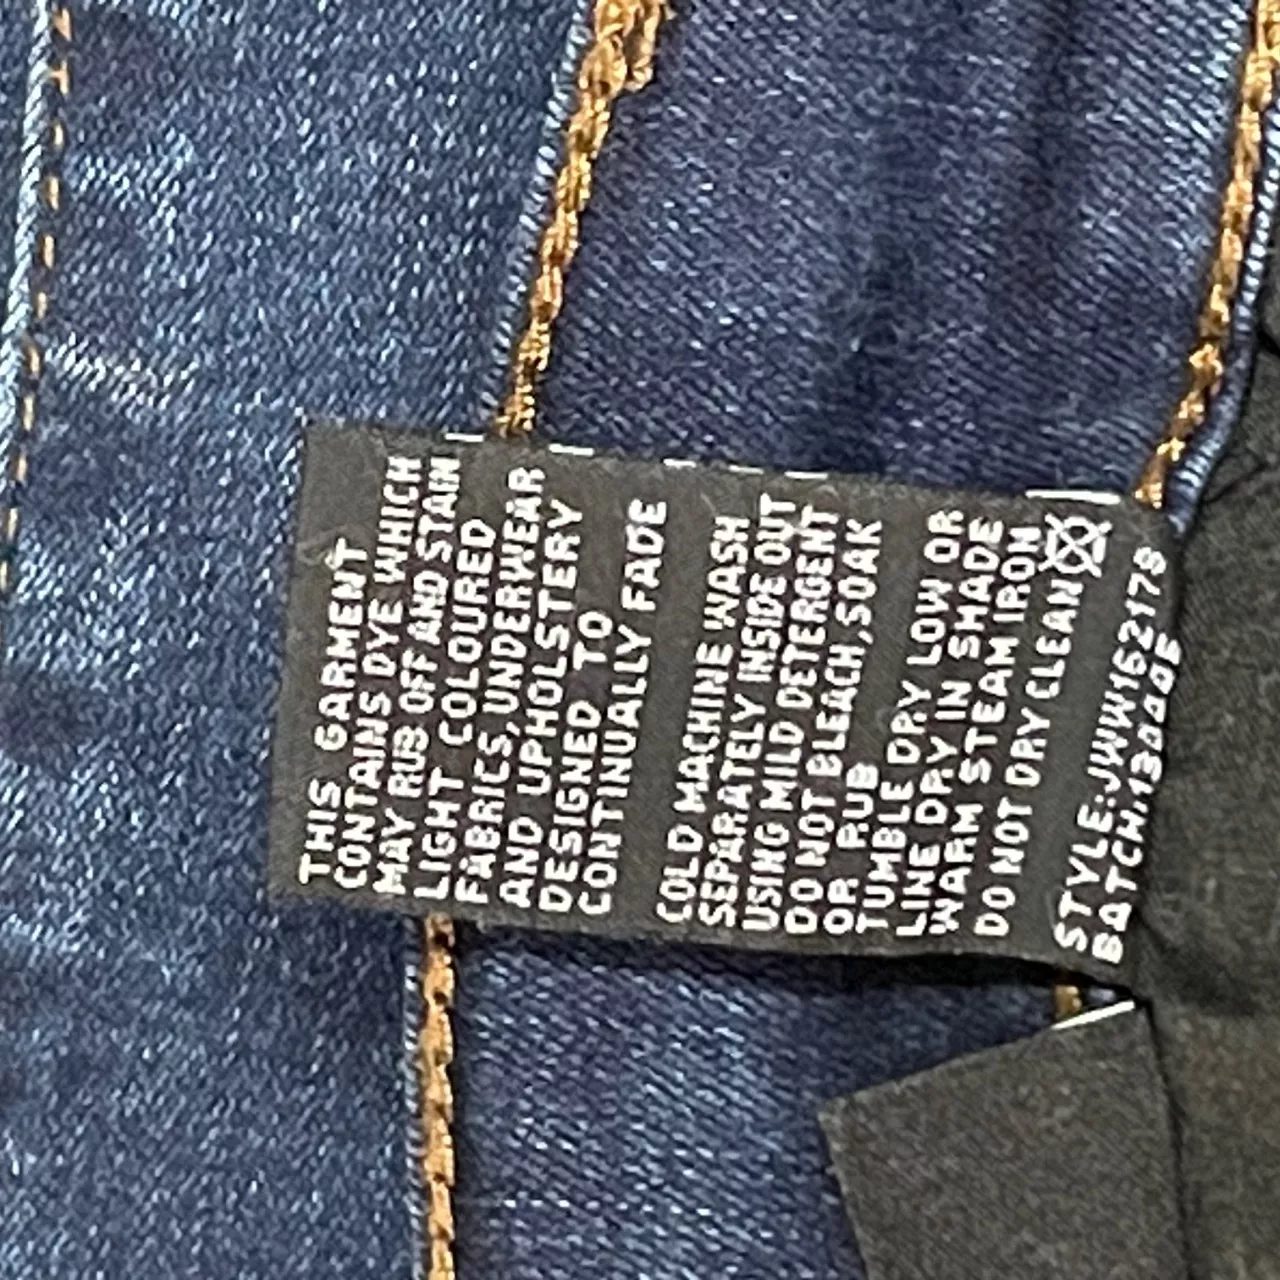 THIS GARMENT
CONTAINS DYE WHICH
MAY RUB OFF AND STAIN
LIGHT COLOURED
FABRICS, UNDERWEAR
AND UPHOLSTERY
DESIGNED TO
CONTINUALLY FADE
COLD MACHINE WASH
SEPARATELY INSIDE OUT
USING MILD DETERGENT
DO NOT BLEACH, SOAK
OR RUB
TUMBLE DRY LOW OR
LINE DRY IN SHADE
WARM STEAM IRON
DO NOT DRY CLEAN
STYLE:JWW152217S
BATCH: